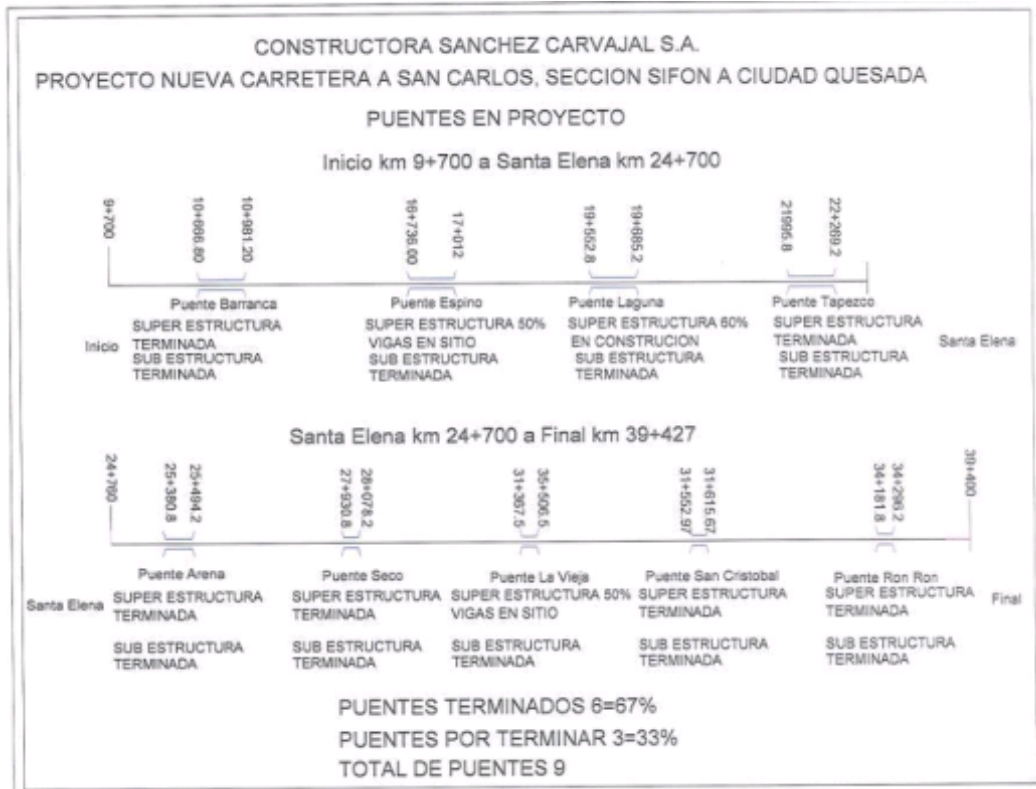 CONSTRUCTORA SANCHEZ CARVAJAL S.A.
PROYECTO NUEVA CARRETERA A SAN CARLOS, SECCION SIFON A CIUDAD QUESADA
PUENTES EN PROYECTO
Inicio km 9+700 a Santa Elena km 24+700
9+700
10+666.80
10+981.20
16+736.00
17+012
19+552.8
19+685.2
21995.8
22+269.2
Inicio
Puente Barranca
SUPER ESTRUCTURA
TERMINADA
SUB ESTRUCTURA
TERMINADA
Puente Espino
SUPER ESTRUCTURA 50%
VIGAS EN SITIO
SUB ESTRUCTURA
TERMINADA
Puente Laguna
SUPER ESTRUCTURA 60%
EN CONSTRUCION
SUB ESTRUCTURA
TERMINADA
Puente Tapezco
SUPER ESTRUCTURA
TERMINADA
SUB ESTRUCTURA
TERMINADA
Santa Elena
Santa Elena km 24+700 a Final km 39+427
24+760
25+380.8
25+494.2
27+930.8
28+078.2
31+367.5
35+506.5
31+552.97
31+615.67
34+181.8
34+296.2
39+400
Santa Elena
Puente Arena
SUPER ESTRUCTURA
TERMINADA
SUB ESTRUCTURA
TERMINADA
Puente Seco
SUPER ESTRUCTURA
TERMINADA
SUB ESTRUCTURA
TERMINADA
Puente La Vieja
SUPER ESTRUCTURA 50%
VIGAS EN SITIO
SUB ESTRUCTURA
TERMINADA
Puente San Cristobal
SUPER ESTRUCTURA
TERMINADA
SUB ESTRUCTURA
TERMINADA
Puente Ron Ron
SUPER ESTRUCTURA
TERMINADA
SUB ESTRUCTURA
TERMINADA
Final
PUENTES TERMINADOS 6=67%
PUENTES POR TERMINAR 3=33%
TOTAL DE PUENTES 9